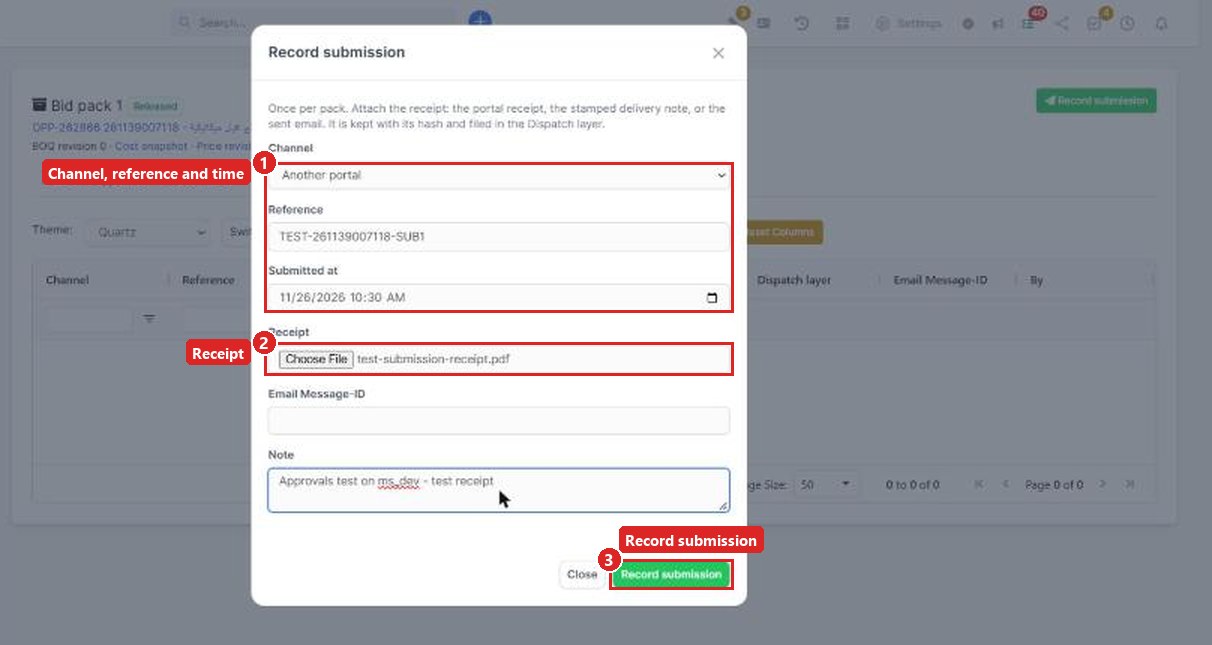 Search...
3
Settings
40
4
Record submission
Once per pack. Attach the receipt: the portal receipt, the stamped delivery note, or the
sent email. It is kept with its hash and filed in the Dispatch layer.
Channel
Another portal
Reference
TEST-261139007118-SUB1
Submitted at
11/26/2026 10:30 AM
Receipt
Choose File test-submission-receipt.pdf
Email Message-ID
Note
Approvals test on ms_dev - test receipt
Close
Record submission
1
Channel, reference and time
2
Receipt
3
Record submission
Bid pack 1 Released
Record submission
OPP-262866 261139007118 -
BOQ revision 0 - Cost snapshot - Price
Theme: Quartz
Columns
Channel Reference Dispatch layer Email Message-ID By
Size: 50 0 to 0 of 0 Page 0 of 0